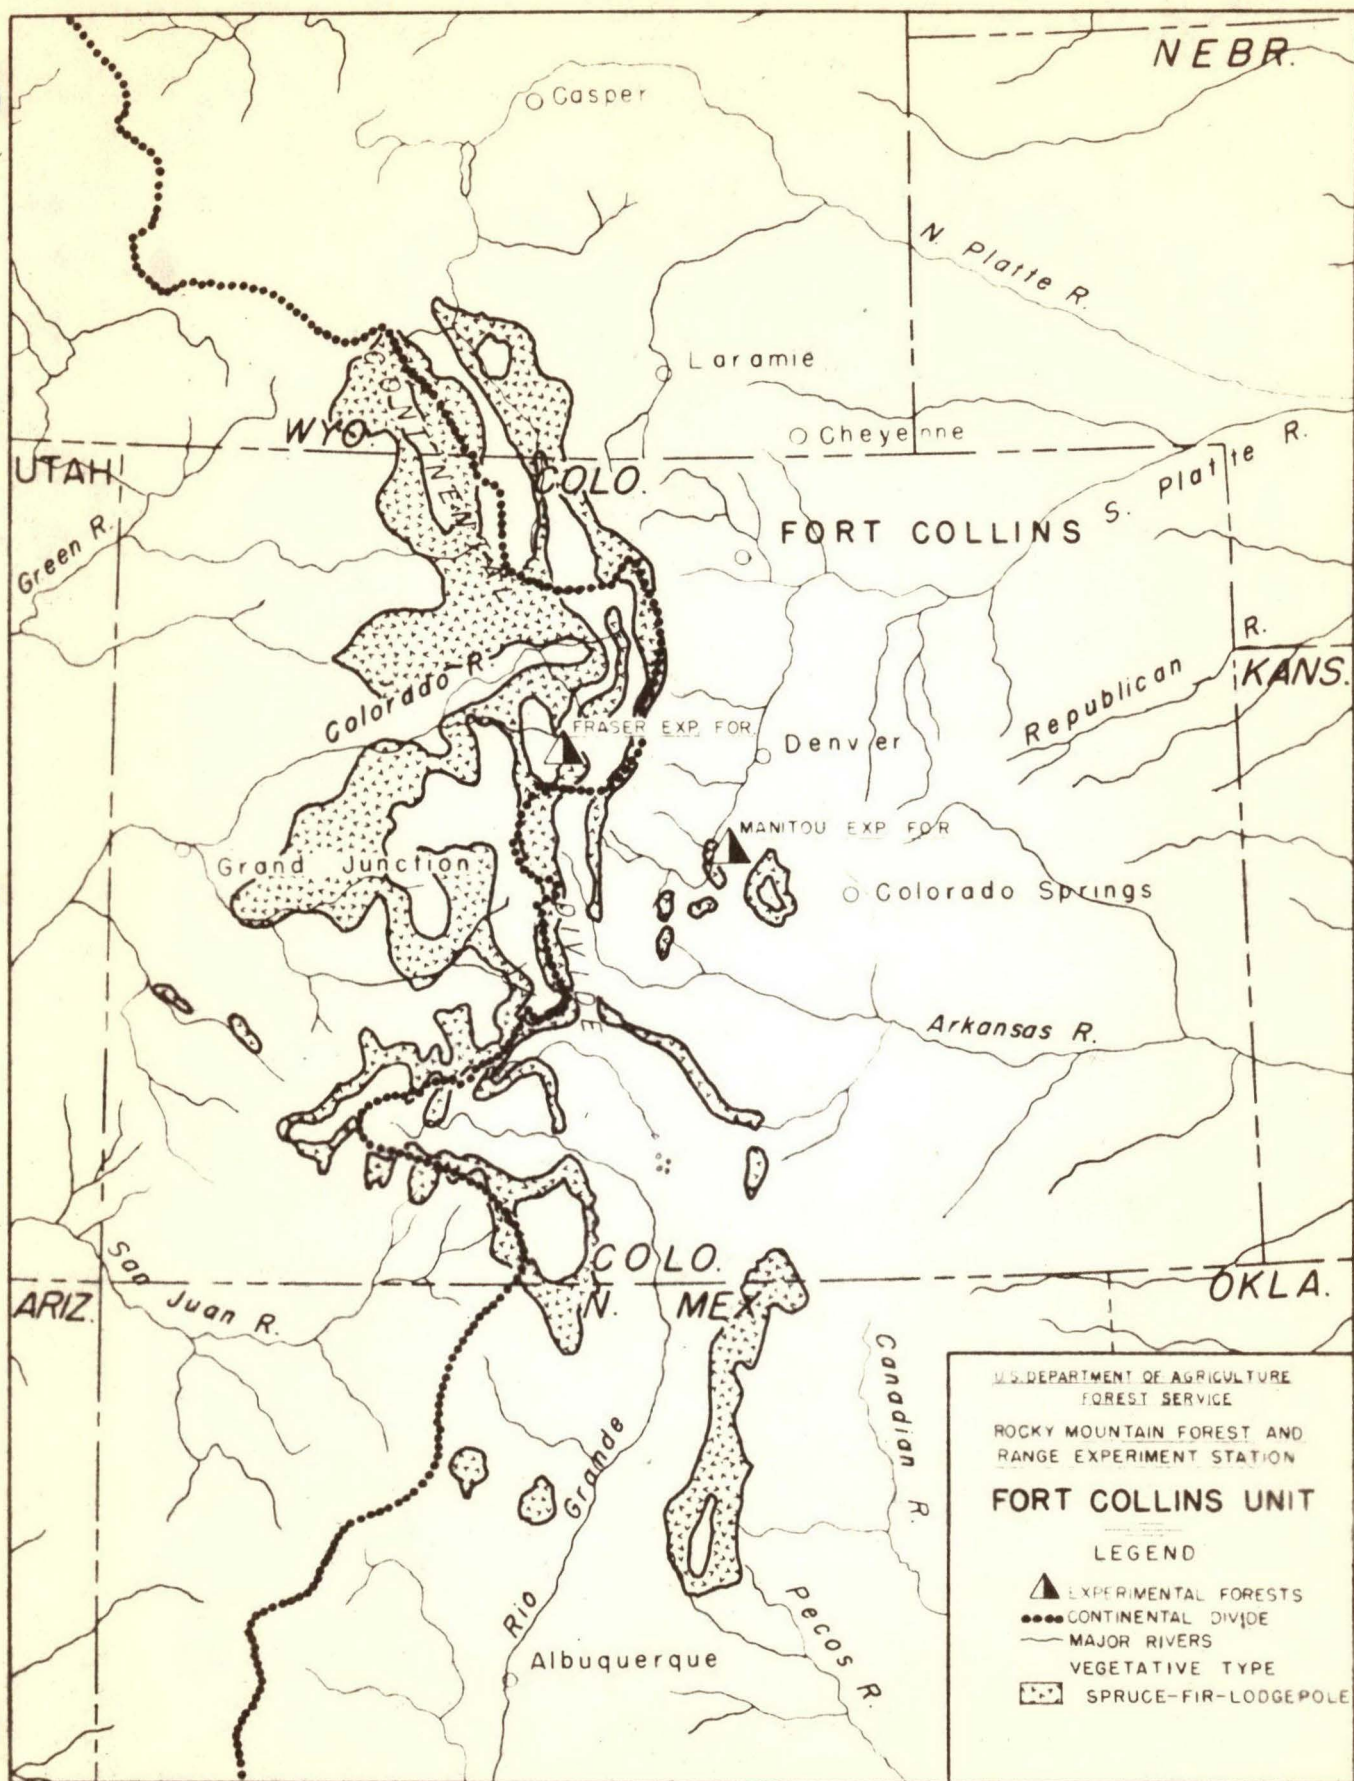 NEBR.
Casper
N. Platte R.
Laramie
WYO.
Cheyenne
UTAH
COLO.
S. Platte R.
FORT COLLINS
Green R.
CONTINENTAL
R.
KANS.
Colorado R.
Republican
FRASER EXP. FOR.
Denver
MANITOU EXP FOR
Grand Junction
Colorado Springs
DIVIDE
Arkansas R.
San Juan R.
COLO.
ARIZ.
N. MEX.
OKLA.
Canadian R.
Rio Grande
Pecos R.
Albuquerque
U.S. DEPARTMENT OF AGRICULTURE
FOREST SERVICE
ROCKY MOUNTAIN FOREST AND
RANGE EXPERIMENT STATION
FORT COLLINS UNIT
LEGEND
EXPERIMENTAL FORESTS
CONTINENTAL DIVIDE
MAJOR RIVERS
VEGETATIVE TYPE
SPRUCE-FIR-LODGEPOLE